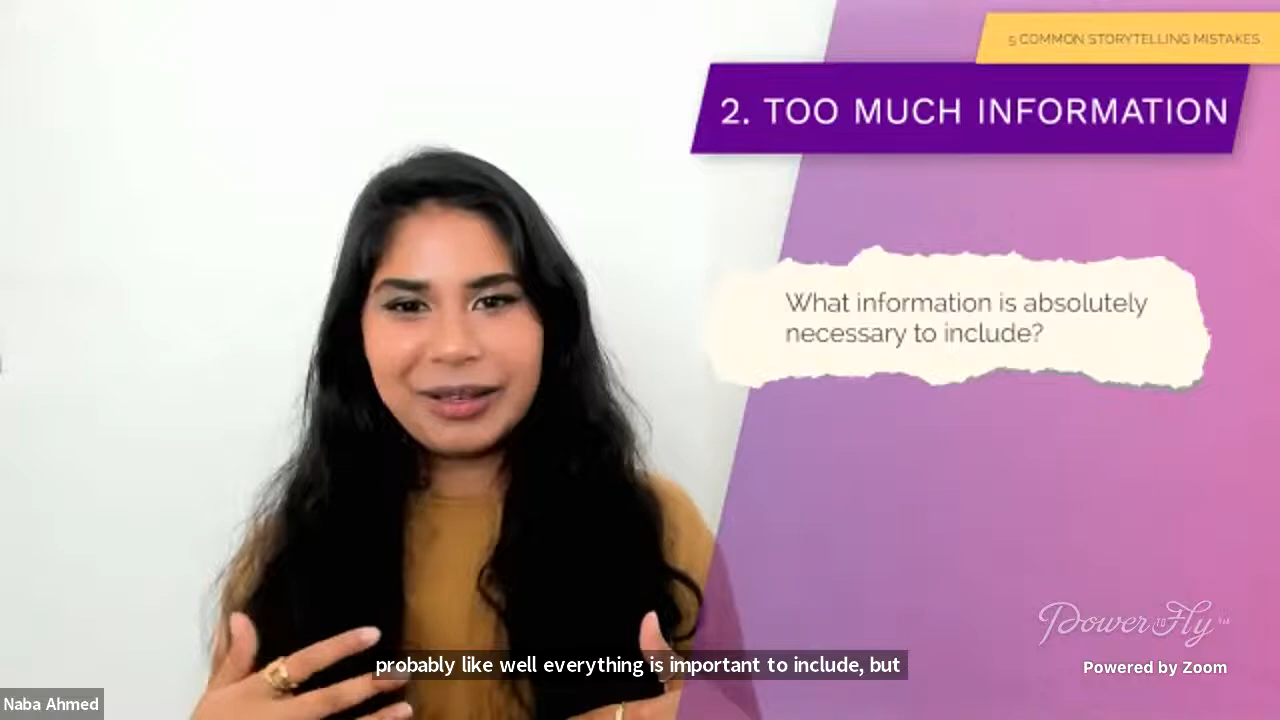 5 COMMON STORYTELLING MISTAKES
2. TOO MUCH INFORMATION
What information is absolutely
necessary to include?
PowerToFly™
Powered by Zoom
probably like well everything is important to include, but
Naba Ahmed